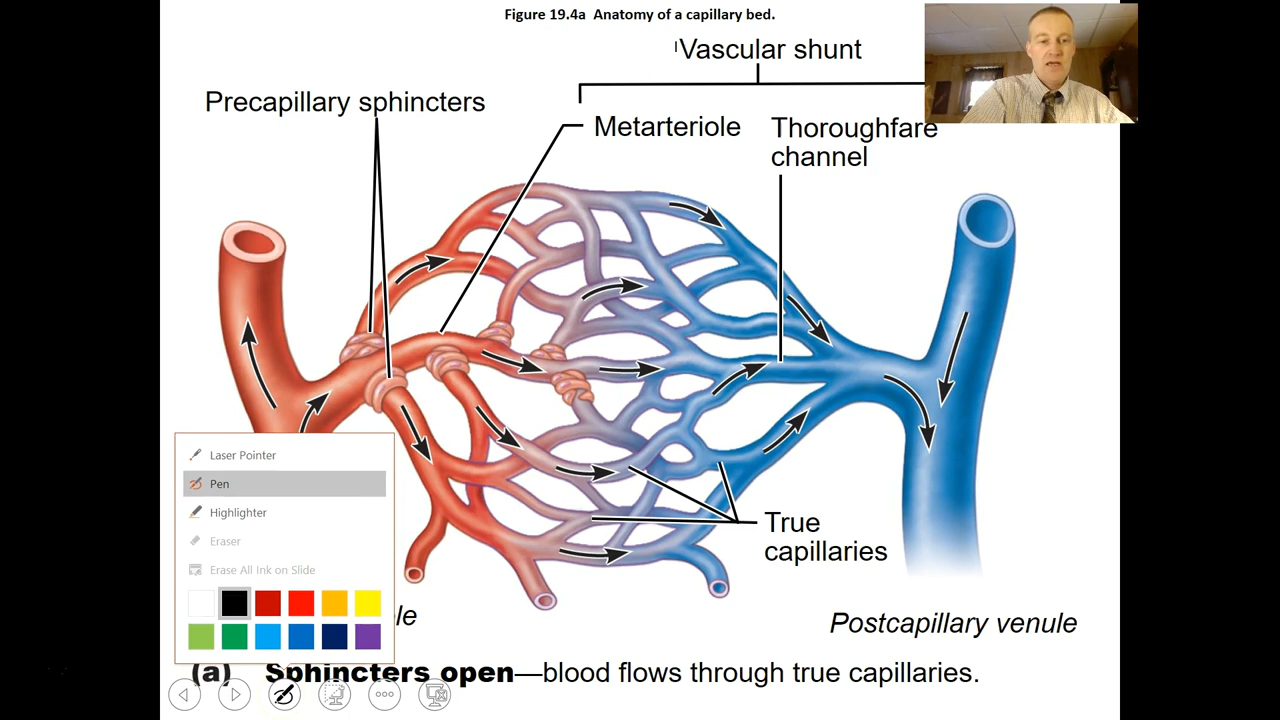 Figure 19.4a Anatomy of a capillary bed.
Vascular shunt
Precapillary sphincters
Metarteriole
Thoroughfare
channel
Laser Pointer
Pen
Highlighter
Eraser
Erase All Ink on Slide
True
capillaries
le
Postcapillary venule
(a) Sphincters open—blood flows through true capillaries.